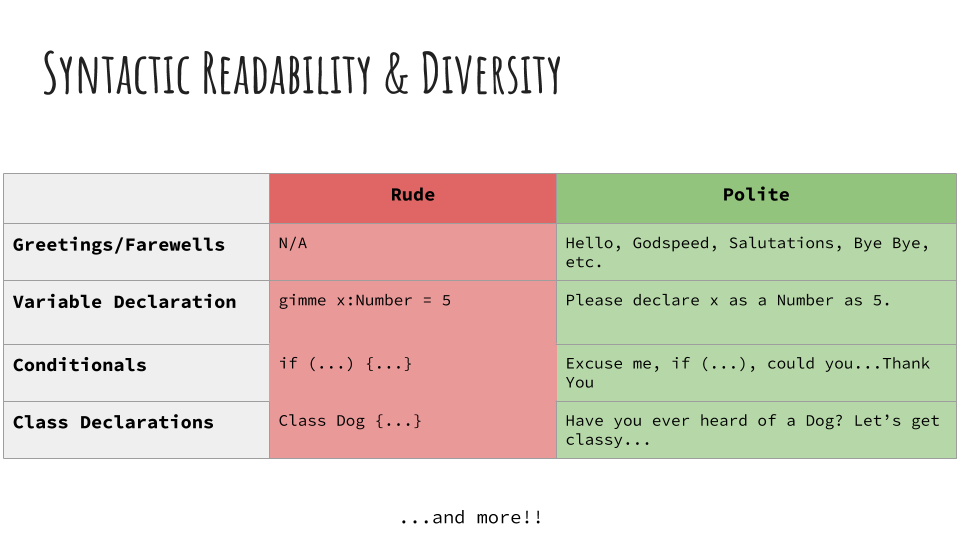 Syntactic Readability & Diversity
Rude
Polite
Greetings/Farewells
N/A
Hello, Godspeed, Salutations, Bye Bye,
etc.
Variable Declaration
gimme x:Number = 5
Please declare x as a Number as 5.
Conditionals
if (...) {...}
Excuse me, if (...), could you...Thank
You
Class Declarations
Class Dog {...}
Have you ever heard of a Dog? Let’s get
classy...
...and more!!